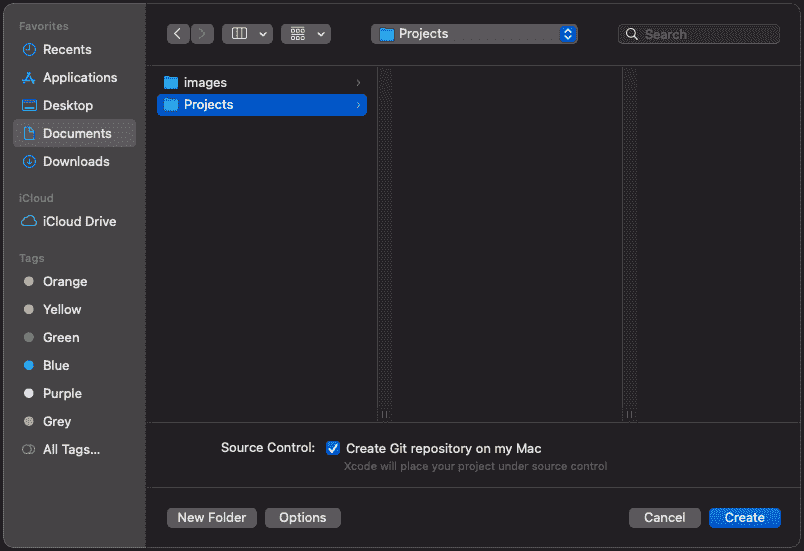 Favorites
Recents
Applications
Desktop
Documents
Downloads
iCloud
iCloud Drive
Tags
Orange
Yellow
Green
Blue
Purple
Grey
All Tags...
Projects
Search
images
Projects
Source Control:
Create Git repository on my Mac
Xcode will place your project under source control
New Folder
Options
Cancel
Create